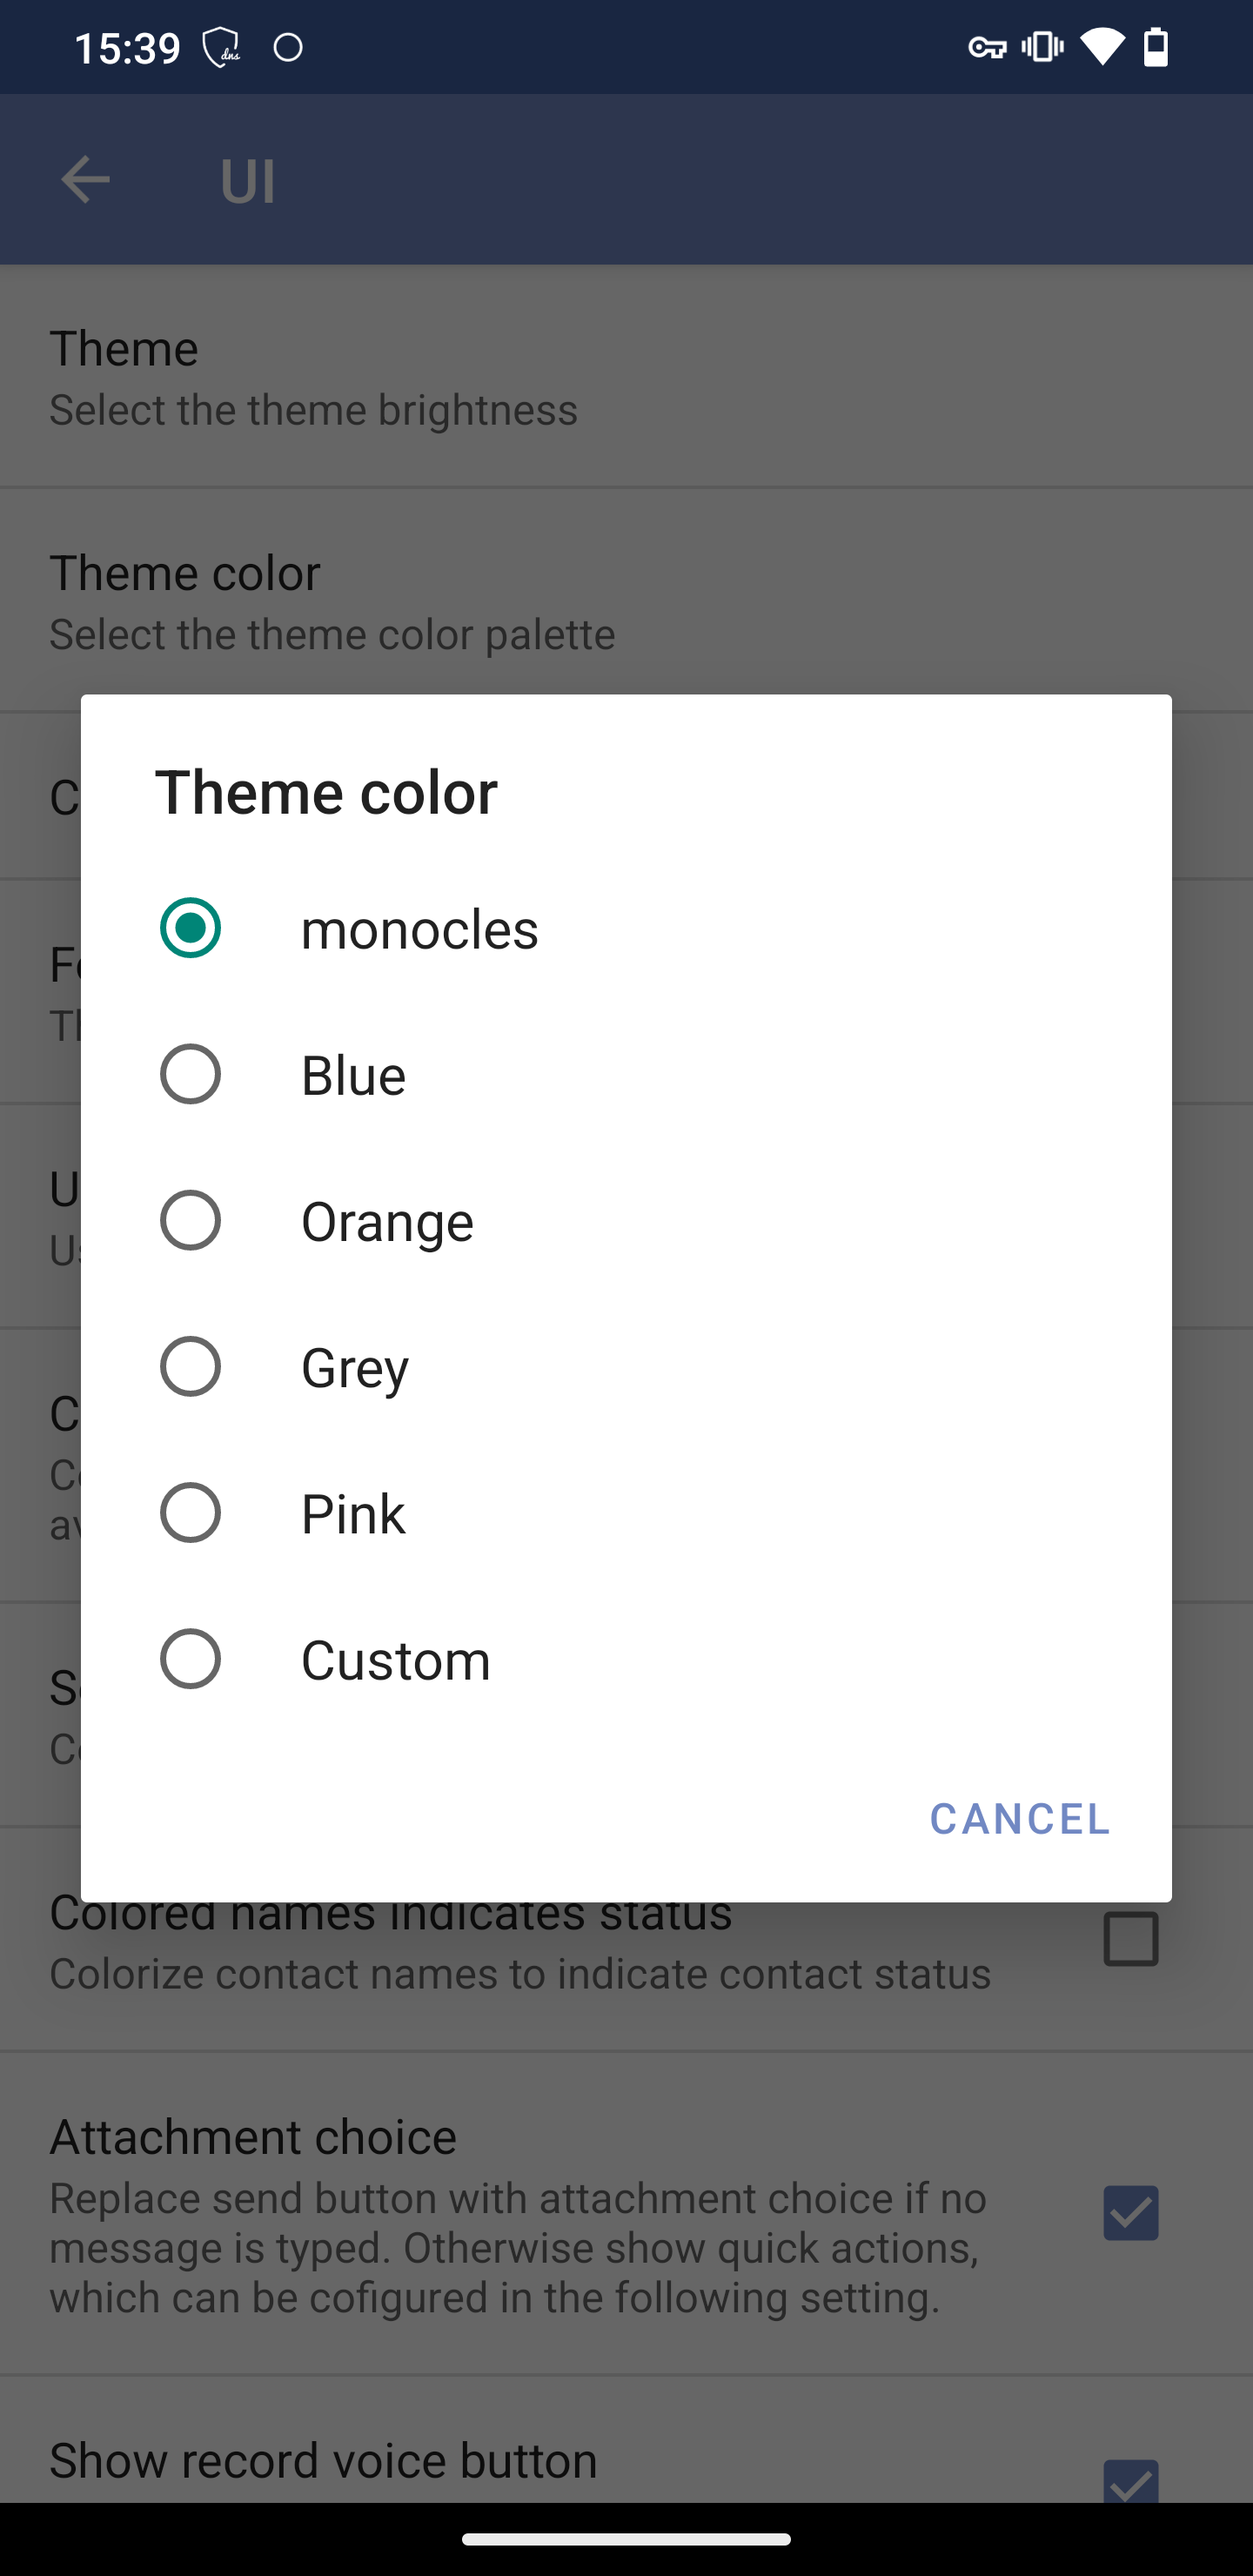 15:39 dns
UI
Theme
Select the theme brightness
Theme color
Select the theme color palette
Theme color
monocles
Blue
Orange
Grey
Pink
Custom
CANCEL
Colored names indicates status
Colorize contact names to indicate contact status
Attachment choice
Replace send button with attachment choice if no
message is typed. Otherwise show quick actions,
which can be cofigured in the following setting.
Show record voice button